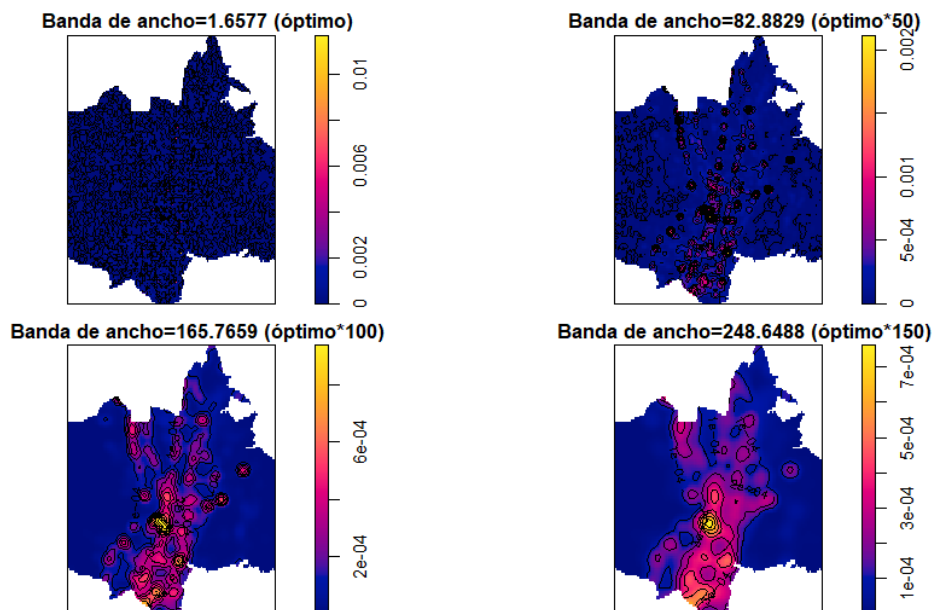 Banda de ancho=1.6577 (óptimo)
0.01
0.006
0.002
0
Banda de ancho=82.8829 (óptimo*50)
0.002
0.001
5e-04
0
Banda de ancho=165.7659 (óptimo*100)
6e-04
2e-04
Banda de ancho=248.6488 (óptimo*150)
7e-04
5e-04
3e-04
1e-04